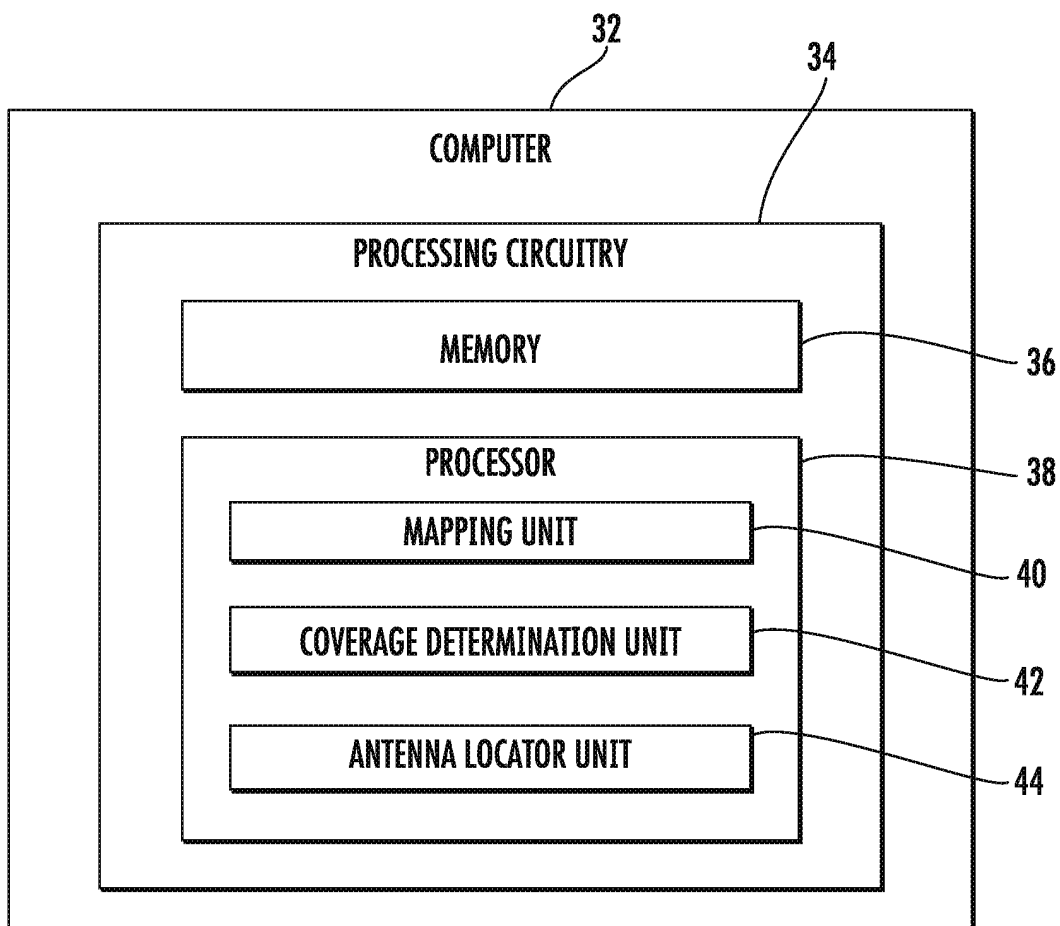 32
34
COMPUTER
PROCESSING CIRCUITRY
MEMORY
36
PROCESSOR
38
MAPPING UNIT
40
COVERAGE DETERMINATION UNIT
42
ANTENNA LOCATOR UNIT
44